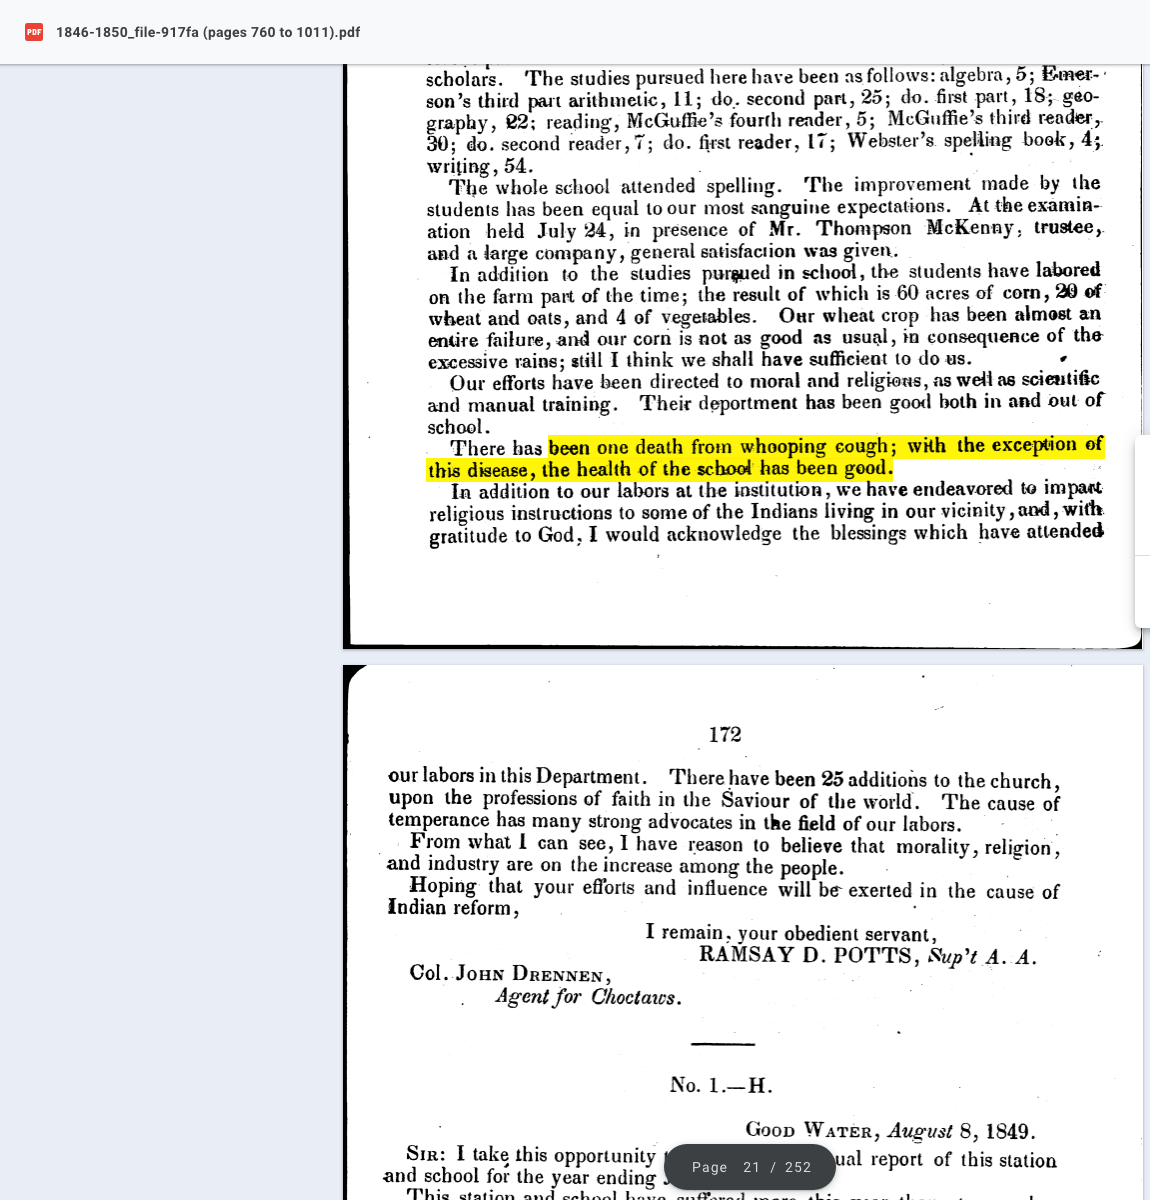 PDF 1846-1850_file-917fa (pages 760 to 1011).pdf
scholars. The studies pursued here have been as follows: algebra, 5; Emer-
son's third part arithmetic, 11; do. second part, 25; do. first part, 18; geo-
graphy, 22; reading, McGuffie's fourth reader, 5; McGuffie's third reader,
30; do. second reader, 7; do. first reader, 17; Webster's spelling book, 4;
writing, 54.
The whole school attended spelling. The improvement made by the
students has been equal to our most sanguine expectations. At the examin-
ation held July 24, in presence of Mr. Thompson McKenny, trustee,
and a large company, general satisfaction was given.
In addition to the studies pursued in school, the students have labored
on the farm part of the time; the result of which is 60 acres of corn, 20 of
wheat and oats, and 4 of vegetables. Our wheat crop has been almost an
entire failure, and our corn is not as good as usual, in consequence of the
excessive rains; still I think we shall have sufficient to do us.
Our efforts have been directed to moral and religious, as well as scientific
and manual training. Their deportment has been good both in and out of
school.
There has been one death from whooping cough; with the exception of
this disease, the health of the school has been good.
In addition to our labors at the institution, we have endeavored to impart
religious instructions to some of the Indians living in our vicinity, and, with
gratitude to God, I would acknowledge the blessings which have attended
172
our labors in this Department. There have been 25 additions to the church,
upon the professions of faith in the Saviour of the world. The cause of
temperance has many strong advocates in the field of our labors.
From what I can see, I have reason to believe that morality, religion,
and industry are on the increase among the people.
Hoping that your efforts and influence will be exerted in the cause of
Indian reform,
I remain, your obedient servant,
RAMSAY D. POTTS, Sup't A. A.
Col. JOHN DRENNEN,
Agent for Choctaws.
No. 1.—H.
GOOD WATER, August 8, 1849.
SIR: I take this opportunity ual report of this station
and school for the year ending
This station and school have suffered more this year than
Page 21 / 252